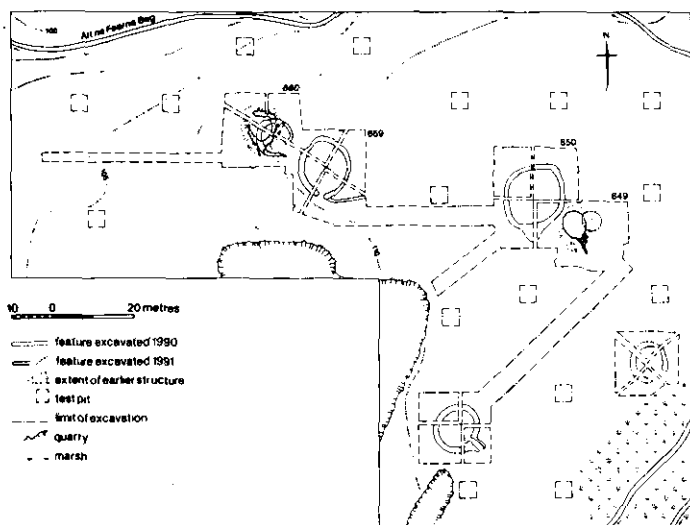 100
Allt na Fearna Beg
N
660
659
650
649
10 0 20 metres
feature excavated 1990
feature excavated 1991
extent of earlier structure
test pit
limit of excavation
quarry
marsh